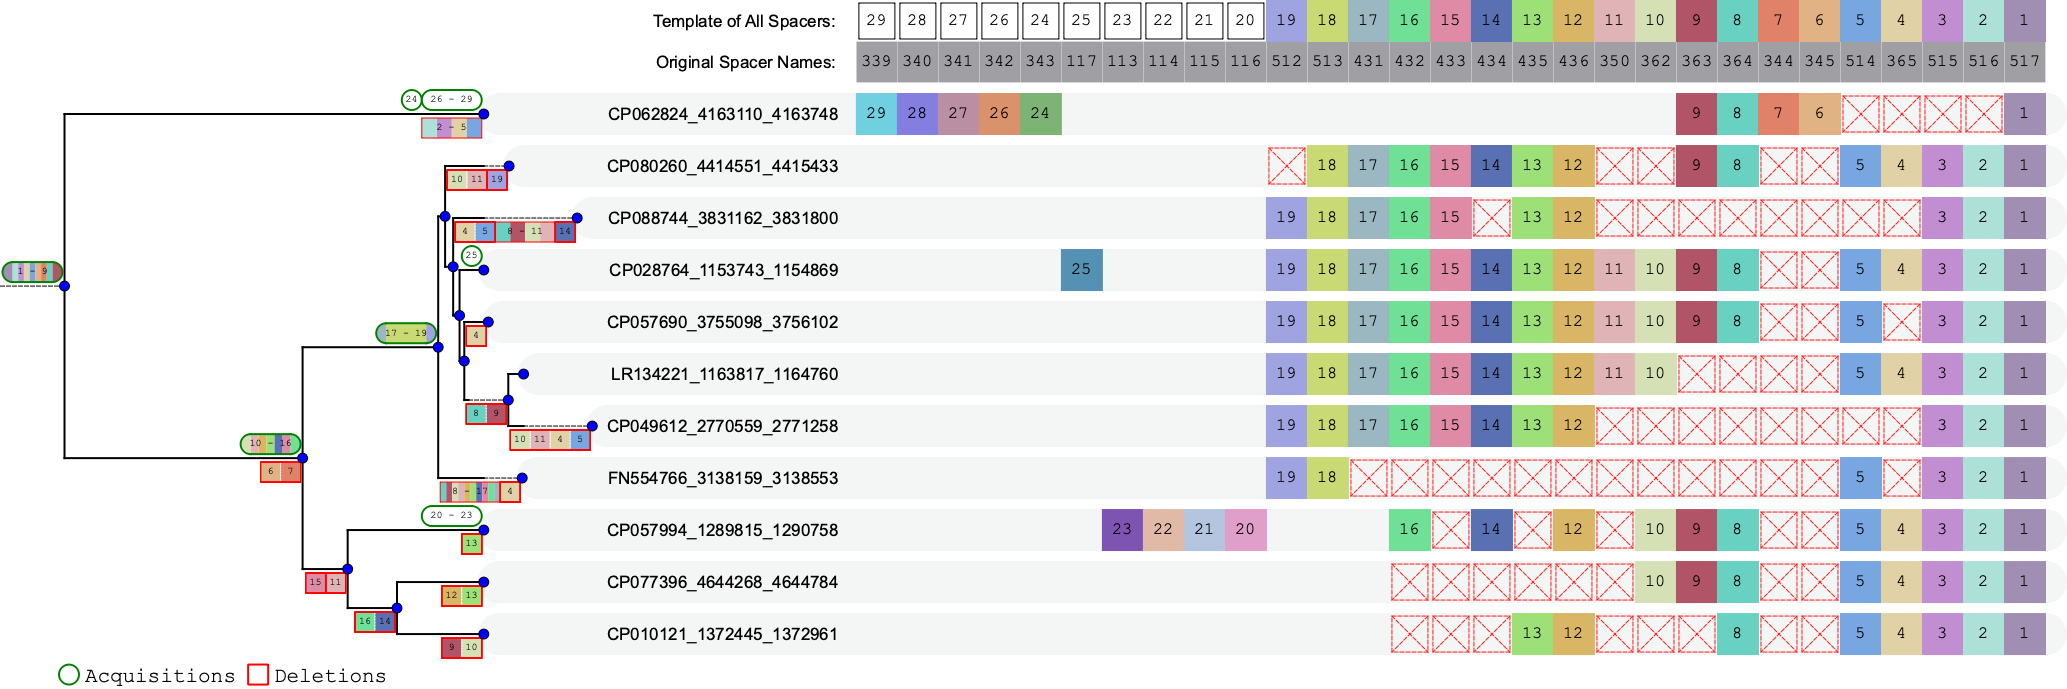 Template of All Spacers: 29 28 27 26 24 25 23 22 21 20 19 18 17 16 15 14 13 12 11 10 9 8 7 6 5 4 3 2 1
Original Spacer Names: 339 340 341 342 343 117 113 114 115 116 512 513 431 432 433 434 435 436 350 362 363 364 344 345 514 365 515 516 517
24 26 - 29
CP062824_4163110_4163748 29 28 27 26 24 9 8 7 6 1
2 - 5
CP080260_4414551_4415433 18 17 16 15 14 13 12 9 8 5 4 3 2 1
10 11 19
CP088744_3831162_3831800 19 18 17 16 15 13 12 3 2 1
4 5 8 - 11 14
25
CP028764_1153743_1154869 25 19 18 17 16 15 14 13 12 11 10 9 8 5 4 3 2 1
1 - 9
CP057690_3755098_3756102 19 18 17 16 15 14 13 12 11 10 9 8 5 3 2 1
17 - 19
4
LR134221_1163817_1164760 19 18 17 16 15 14 13 12 11 10 5 4 3 2 1
8 9
CP049612_2770559_2771258 19 18 17 16 15 14 13 12 3 2 1
10 11 4 5
10 - 16
6 7
FN554766_3138159_3138553 19 18 5 3 2 1
8 - 17 4
20 - 23
CP057994_1289815_1290758 23 22 21 20 16 14 12 10 9 8 5 4 3 2 1
13
15 11
CP077396_4644268_4644784 10 9 8 5 4 3 2 1
12 13
16 14
CP010121_1372445_1372961 13 12 8 5 4 3 2 1
9 10
Acquisitions Deletions